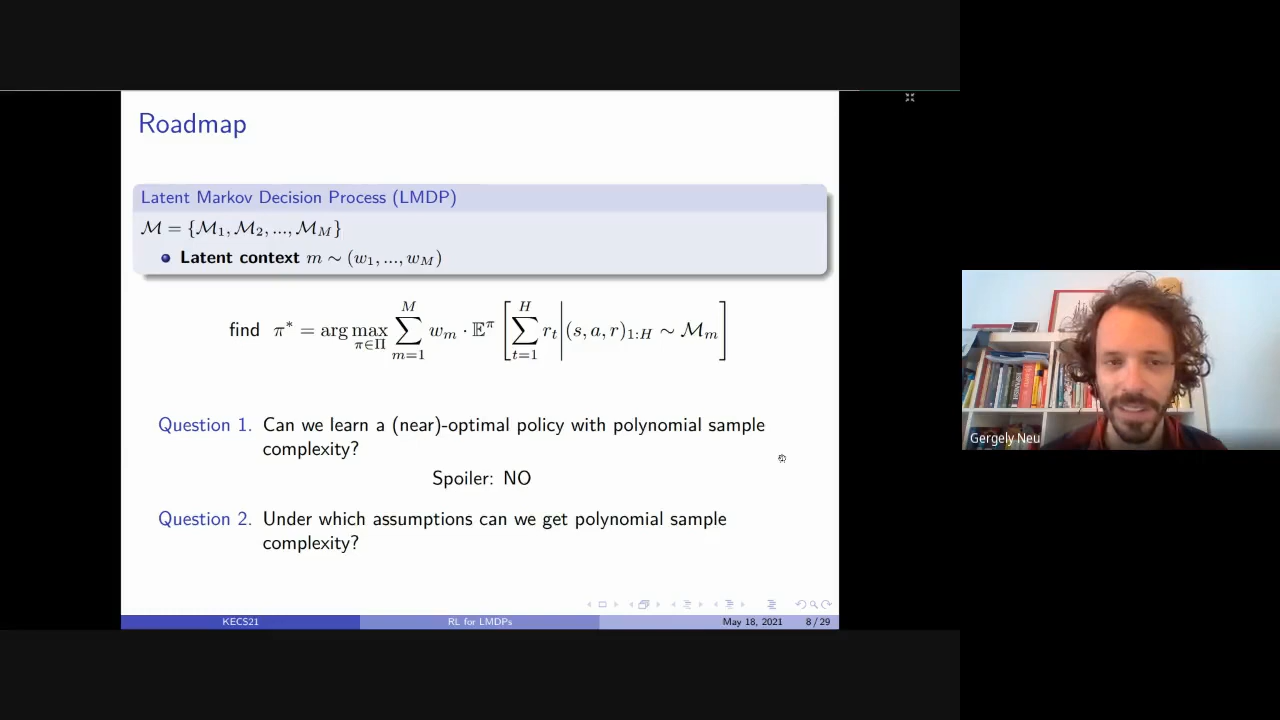 Roadmap
Latent Markov Decision Process (LMDP)
ℳ = {ℳ₁, ℳ₂, ..., ℳ_M}
Latent context m ∼ (w₁, ..., w_M)
find π* = arg max_{π∈Π} ∑_{m=1}^{M} w_m · 𝔼^π [ ∑_{t=1}^{H} r_t | (s, a, r)_{1:H} ∼ ℳ_m ]
Question 1. Can we learn a (near)-optimal policy with polynomial sample
complexity?
Spoiler: NO
Question 2. Under which assumptions can we get polynomial sample
complexity?
KECS21 RL for LMDPs May 18, 2021 8 / 29
Gergely Neu